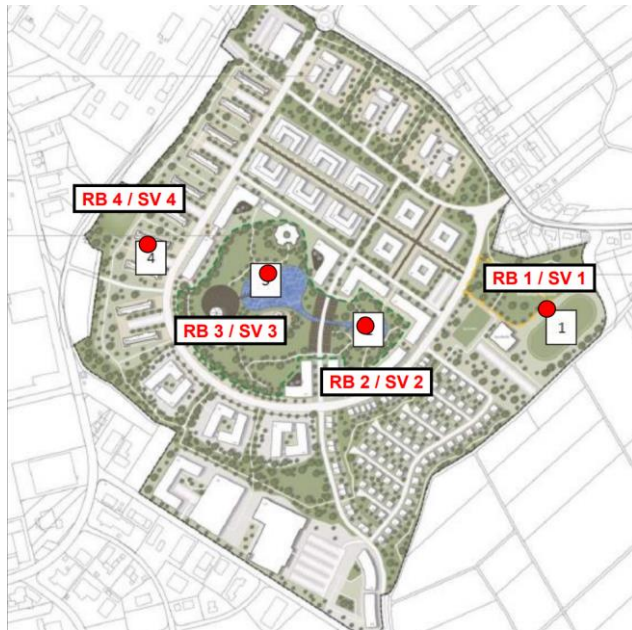 RB 4 / SV 4
4
3
RB 1 / SV 1
1
RB 3 / SV 3
RB 2 / SV 2